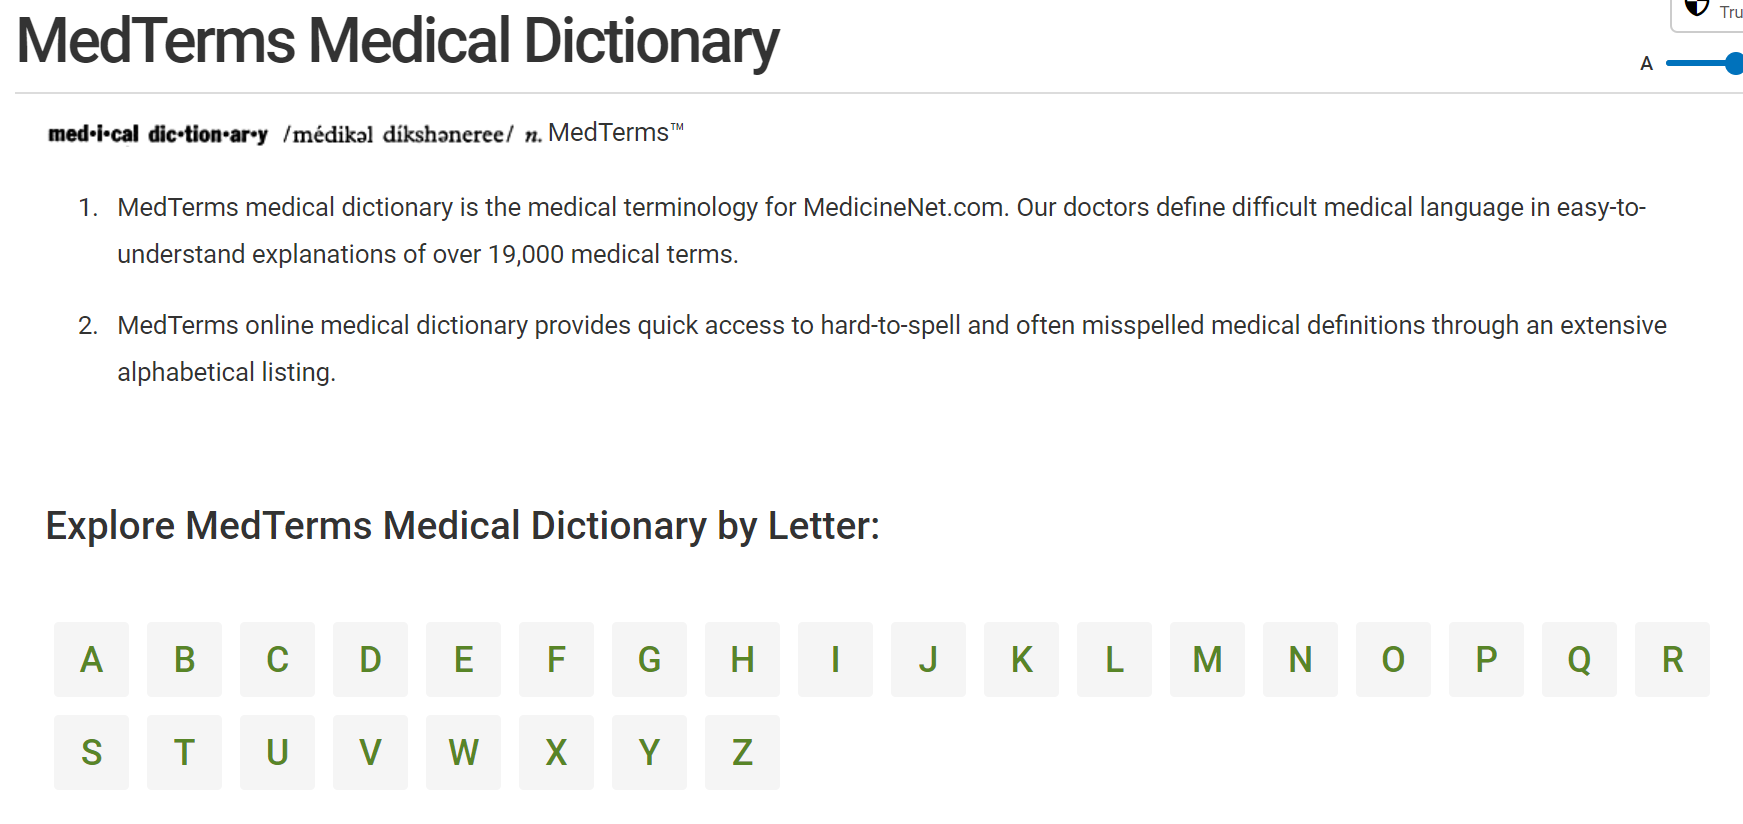 MedTerms Medical Dictionary
Tru
A
med•i•cal dic•tion•ar•y /médikəl díkshəneree/ n. MedTerms™
1. MedTerms medical dictionary is the medical terminology for MedicineNet.com. Our doctors define difficult medical language in easy-to-
understand explanations of over 19,000 medical terms.
2. MedTerms online medical dictionary provides quick access to hard-to-spell and often misspelled medical definitions through an extensive
alphabetical listing.
Explore MedTerms Medical Dictionary by Letter:
A B C D E F G H I J K L M N O P Q R
S T U V W X Y Z